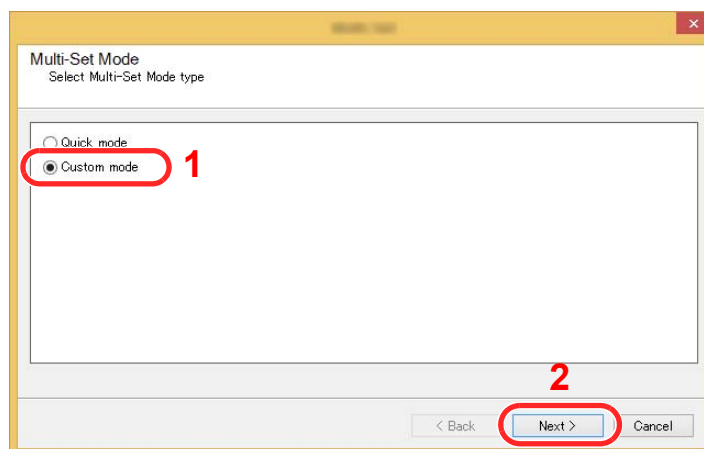 Multi-Set Mode
Select Multi-Set Mode type
Quick mode
Custom mode
1
2
< Back
Next >
Cancel